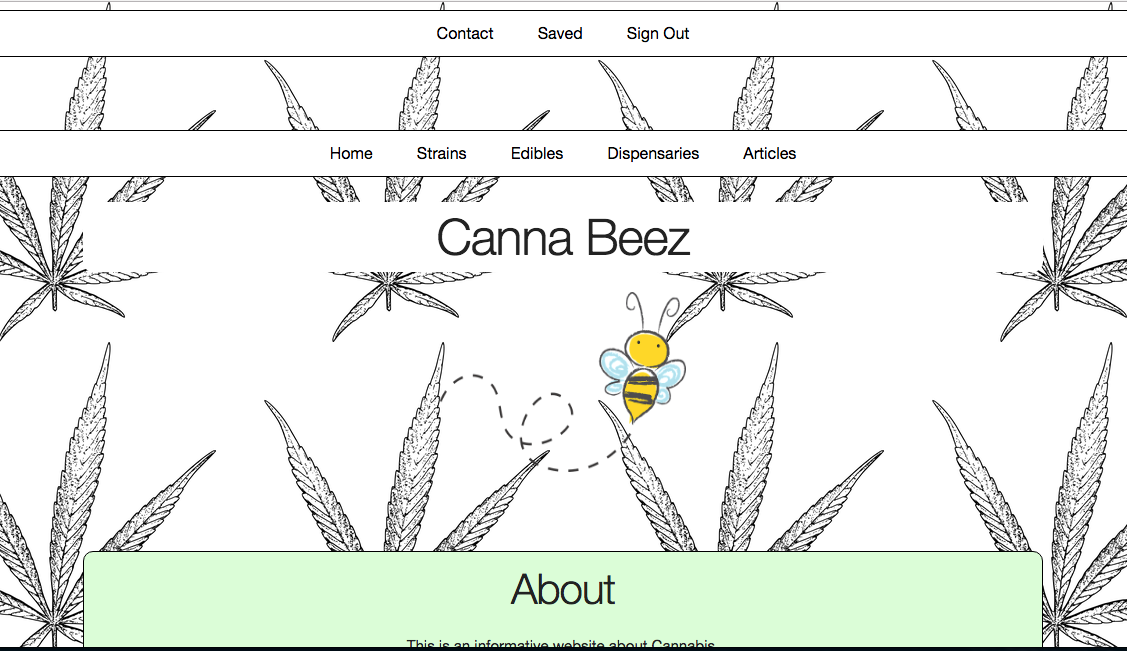 Contact Saved Sign Out
Home Strains Edibles Dispensaries Articles
Canna Beez
About
This is an informative website about Cannabis